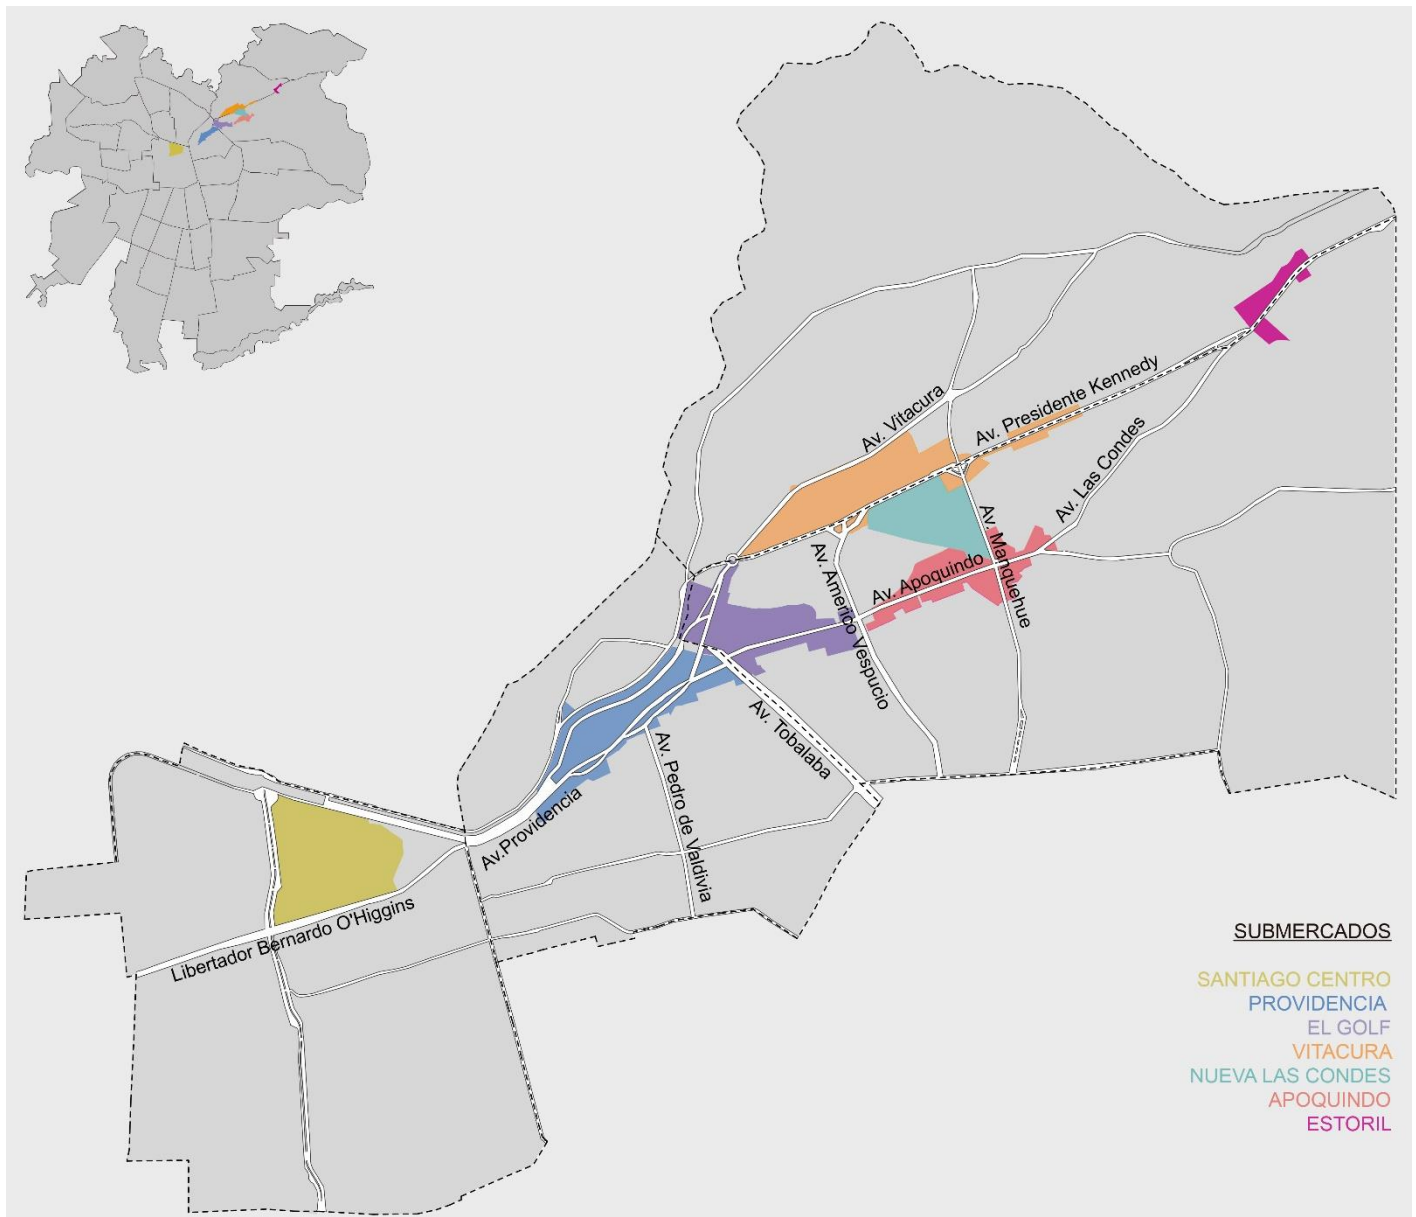 Av. Vitacura
Av. Presidente Kennedy
Av. Las Condes
Av. Manquehue
Av. Apoquindo
Av. Americo Vespucio
Av. Tobalaba
Av. Pedro de Valdivia
Av.Providencia
Libertador Bernardo O'Higgins
SUBMERCADOS
SANTIAGO CENTRO
PROVIDENCIA
EL GOLF
VITACURA
NUEVA LAS CONDES
APOQUINDO
ESTORIL